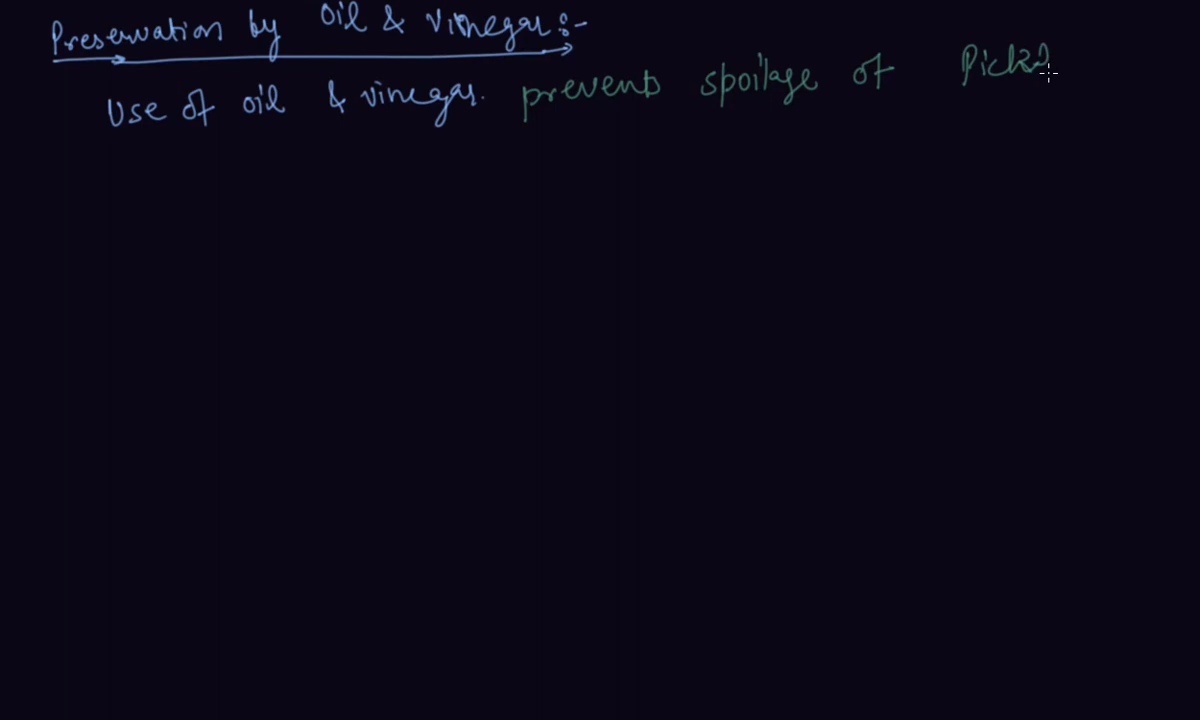 Preservation by Oil & Vinegar :-
Use of oil & vinegar. prevents spoilage of